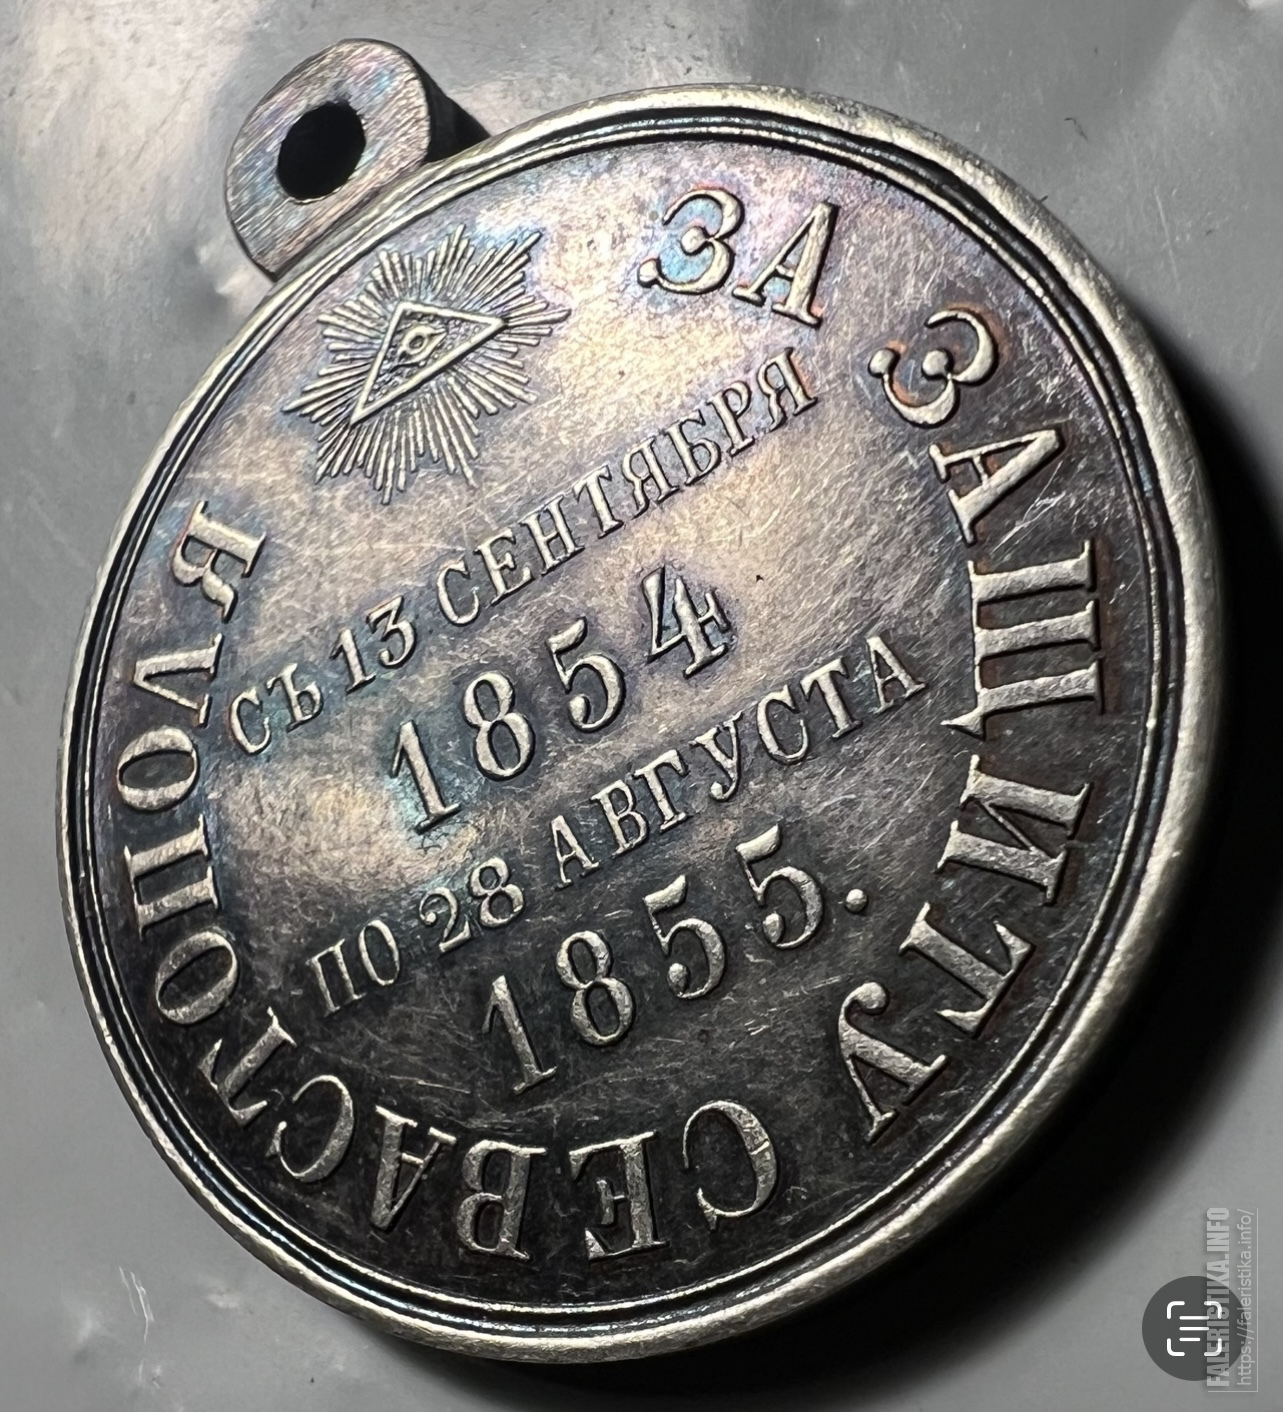 ЗА ЗАЩИТУ СЕВАСТОПОЛЯ
СЪ 13 СЕНТЯБРЯ
1854
ПО 28 АВГУСТА
1855.
FALERISTIKA.INFO
https://faleristika.info/